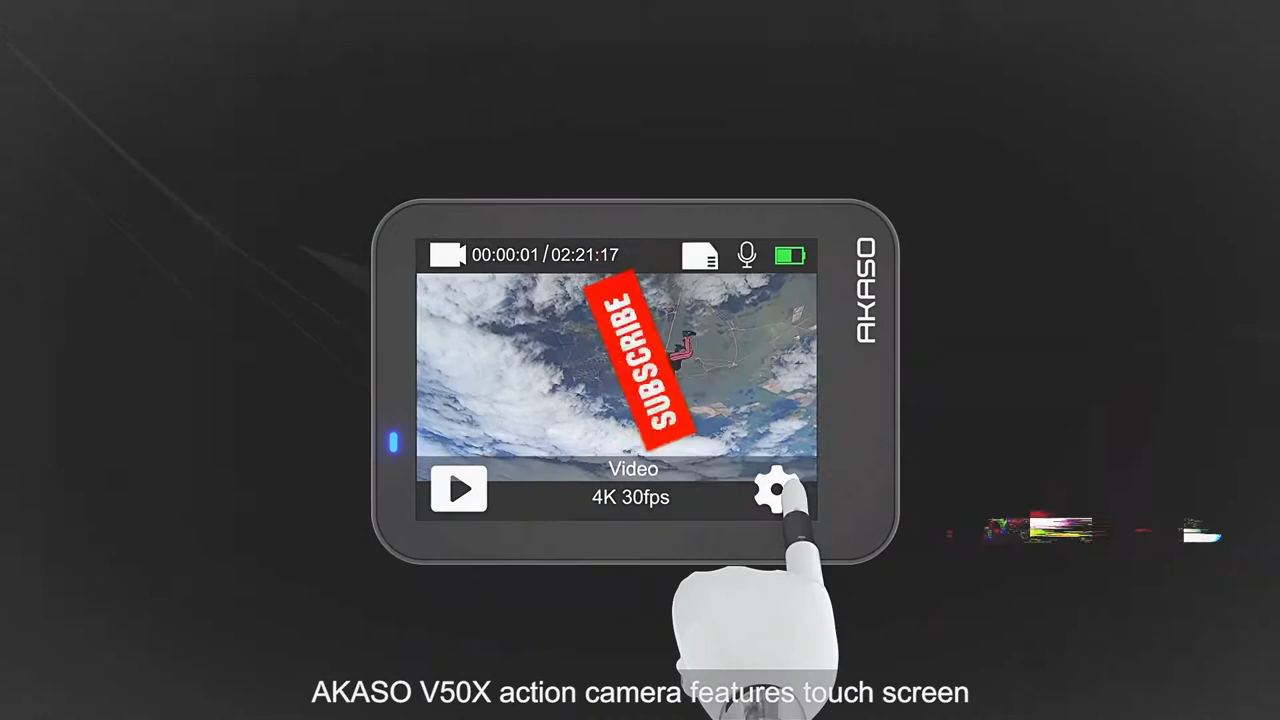 00:00:01 / 02:21:17
AKASO
SUBSCRIBE
Video
4K 30fps
AKASO V50X action camera features touch screen